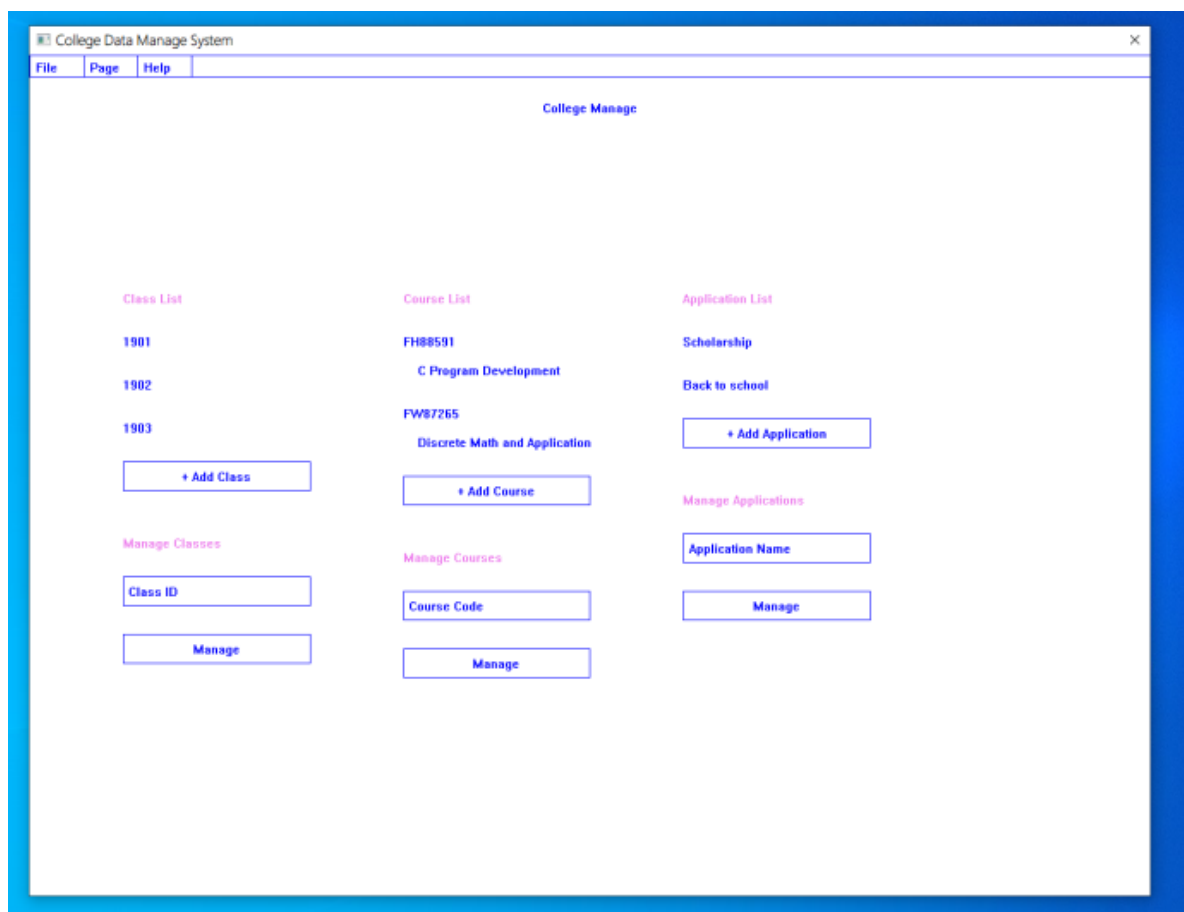 College Data Manage System
File Page Help
College Manage
Class List
1901
1902
1903
+ Add Class
Manage Classes
Class ID
Manage
Course List
FH88591
C Program Development
FW87265
Discrete Math and Application
+ Add Course
Manage Courses
Course Code
Manage
Application List
Scholarship
Back to school
+ Add Application
Manage Applications
Application Name
Manage